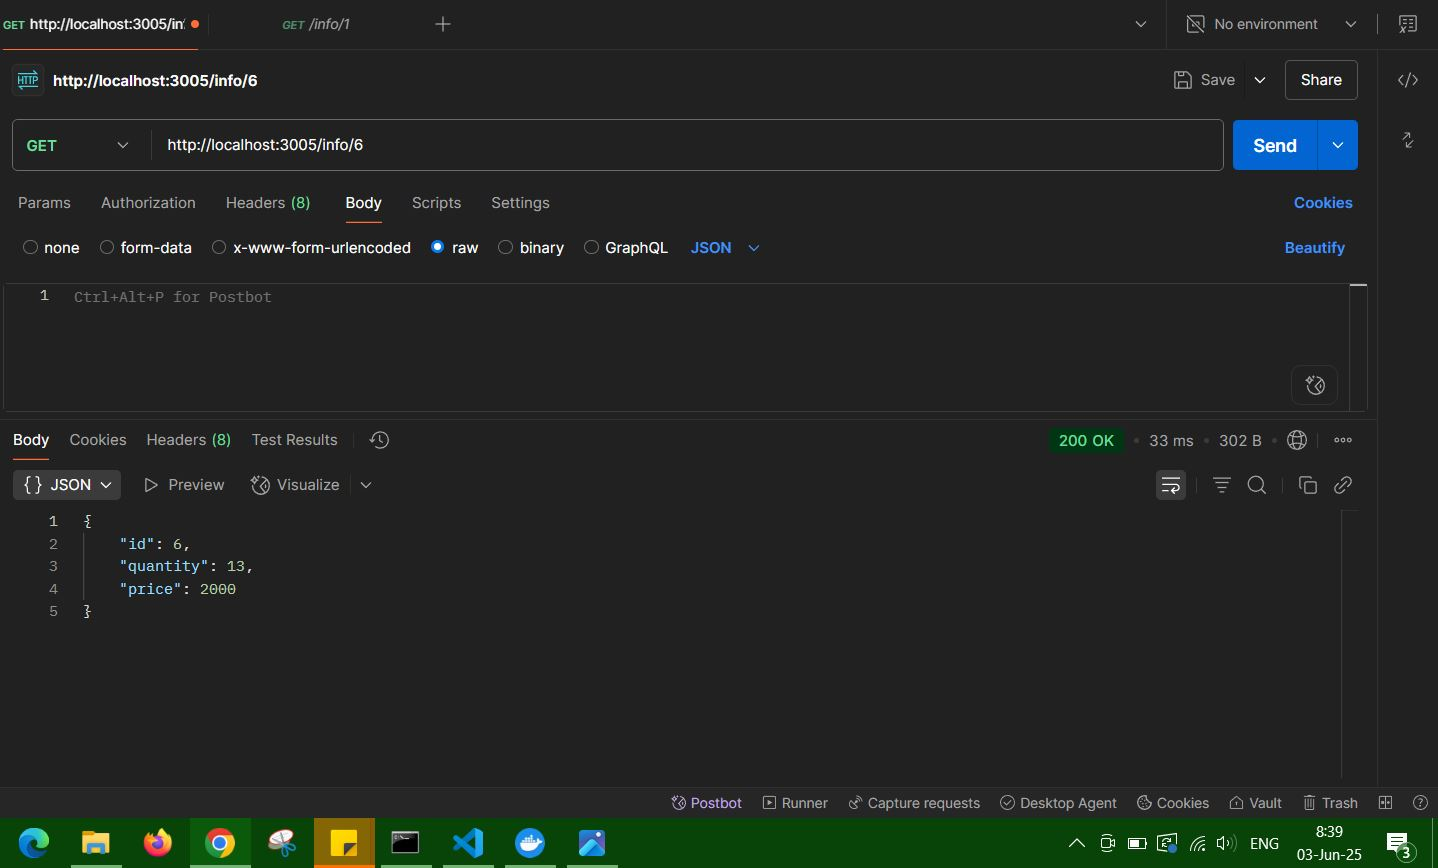 GET http://localhost:3005/in
GET /info/1
No environment
HTTP http://localhost:3005/info/6
Save
Share
GET
http://localhost:3005/info/6
Send
Params Authorization Headers (8) Body Scripts Settings
Cookies
none form-data x-www-form-urlencoded raw binary GraphQL JSON
Beautify
1 Ctrl+Alt+P for Postbot
Body Cookies Headers (8) Test Results
200 OK • 33 ms • 302 B
{} JSON Preview Visualize
1 {
2 "id": 6,
3 "quantity": 13,
4 "price": 2000
5 }
Postbot Runner Capture requests Desktop Agent Cookies Vault Trash
ENG
8:39
03-Jun-25
3